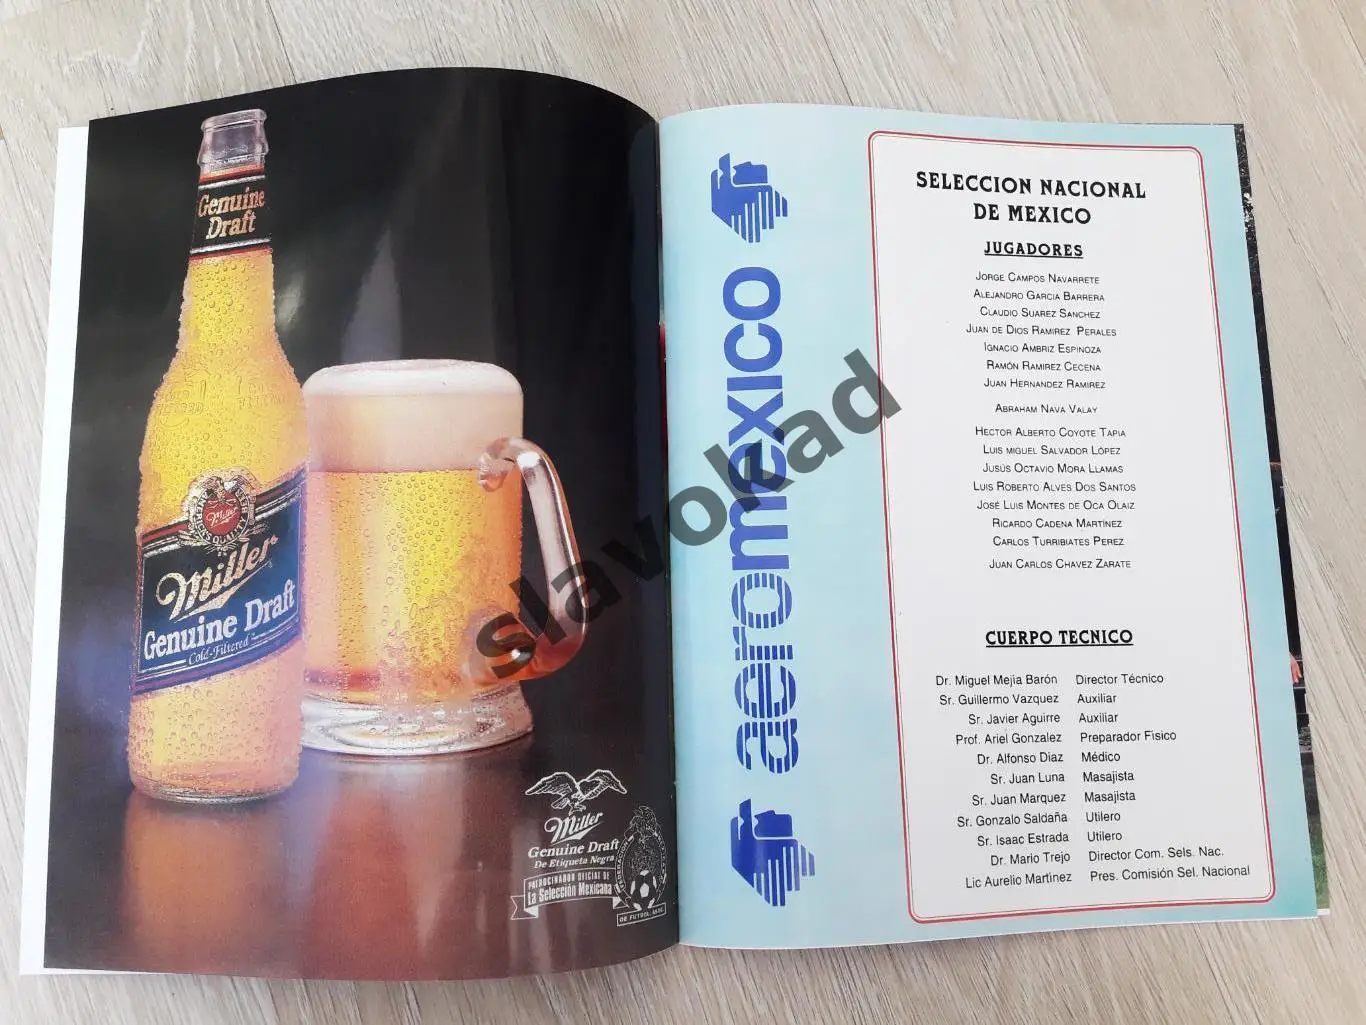 Genuine
Draft
Miller
Miller
Genuine Draft
Cold-Filtered
Miller
Genuine Draft
De Etiqueta Negra
PATROCINADOR OFICIAL DE
La Selección Mexicana
DE FUTBOL
aeromexico
SELECCION NACIONAL
DE MEXICO
JUGADORES
JORGE CAMPOS NAVARRETE
ALEJANDRO GARCIA BARRERA
CLAUDIO SUAREZ SANCHEZ
JUAN DE DIOS RAMIREZ PERALES
IGNACIO AMBRIZ ESPINOZA
RAMÓN RAMIREZ CECENA
JUAN HERNANDEZ RAMIREZ
ABRAHAM NAVA VALAY
HECTOR ALBERTO COYOTE TAPIA
LUIS MIGUEL SALVADOR LÓPEZ
JUSÚS OCTAVIO MORA LLAMAS
LUIS ROBERTO ALVES DOS SANTOS
JOSÉ LUIS MONTES DE OCA OLAIZ
RICARDO CADENA MARTÍNEZ
CARLOS TURRIBIATES PEREZ
JUAN CARLOS CHAVEZ ZARATE
CUERPO TECNICO
Dr. Miguel Mejía Barón Director Técnico
Sr. Guillermo Vazquez Auxiliar
Sr. Javier Aguirre Auxiliar
Prof. Ariel Gonzalez Preparador Fisico
Dr. Alfonso Diaz Médico
Sr. Juan Luna Masajista
Sr. Juan Marquez Masajista
Sr. Gonzalo Saldaña Utilero
Sr. Isaac Estrada Utilero
Dr. Mario Trejo Director Com. Sels. Nac.
Lic Aurelio Martinez Pres. Comisión Sel. Nacional
slavokad